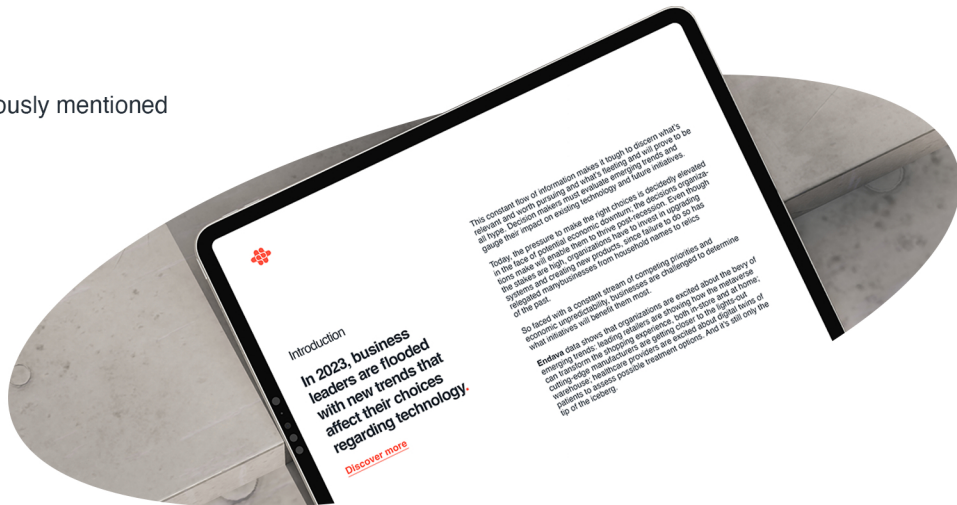 ously mentioned
Introduction
In 2023, business
leaders are flooded
with new trends that
affect their choices
regarding technology.
Discover more
This constant flow of information makes it tough to discern what's
relevant and worth pursuing and what's fleeting and will prove to be
all hype. Decision makers must evaluate emerging trends and
gauge their impact on existing technology and future initiatives.
Today, the pressure to make the right choices is decidedly elevated
in the face of potential economic downturn; the decisions organiza-
tions make will enable them to thrive post-recession. Even though
the stakes are high, organizations have to invest in upgrading
systems and creating new products, since failure to do so has
relegated manybusinesses from household names to relics
of the past.
So faced with a constant stream of competing priorities and
economic unpredictability, businesses are challenged to determine
what initiatives will benefit them most.
Endava data shows that organizations are excited about the bevy of
emerging trends: leading retailers are showing how the metaverse
can transform the shopping experience, both in-store and at home;
cutting-edge manufacturers are getting closer to the lights-out
warehouse; healthcare providers are excited about digital twins of
patients to assess possible treatment options. And it's still only the
tip of the iceberg.